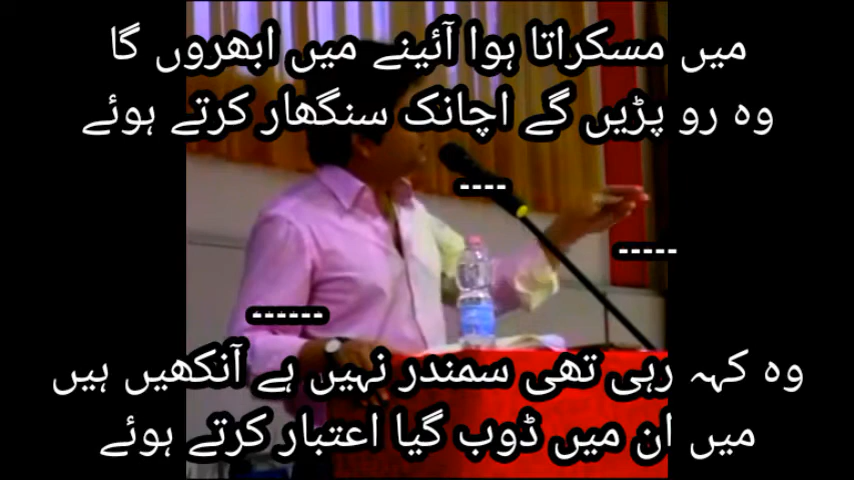 میں مسکراتا ہوا آئینے میں ابھروں گا
وہ رو پڑیں گے اچانک سنگھار کرتے ہوئے
----
-----
------
وہ کہہ رہی تھی سمندر نہیں ہے آنکھیں ہیں
میں ان میں ڈوب گیا اعتبار کرتے ہوئے